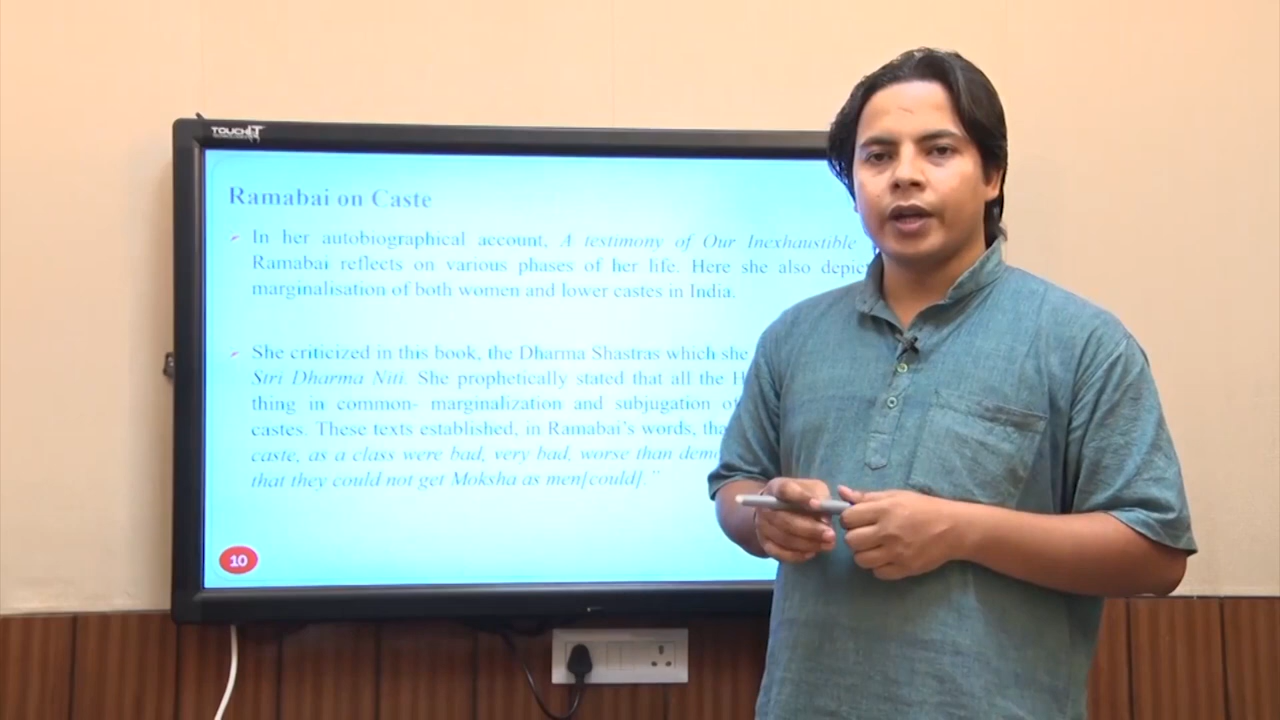 TOUCHIT
Ramabai on Caste
In her autobiographical account, A testimony of Our Inexhaustible
Ramabai reflects on various phases of her life. Here she also depic
marginalisation of both women and lower castes in India.
She criticized in this book, the Dharma Shastras which she
Stri Dharma Niti. She prophetically stated that all the H
thing in common- marginalization and subjugation of
castes. These texts established, in Ramabai's words, tha
caste, as a class were bad, very bad, worse than demo
that they could not get Moksha as men[could]."
10